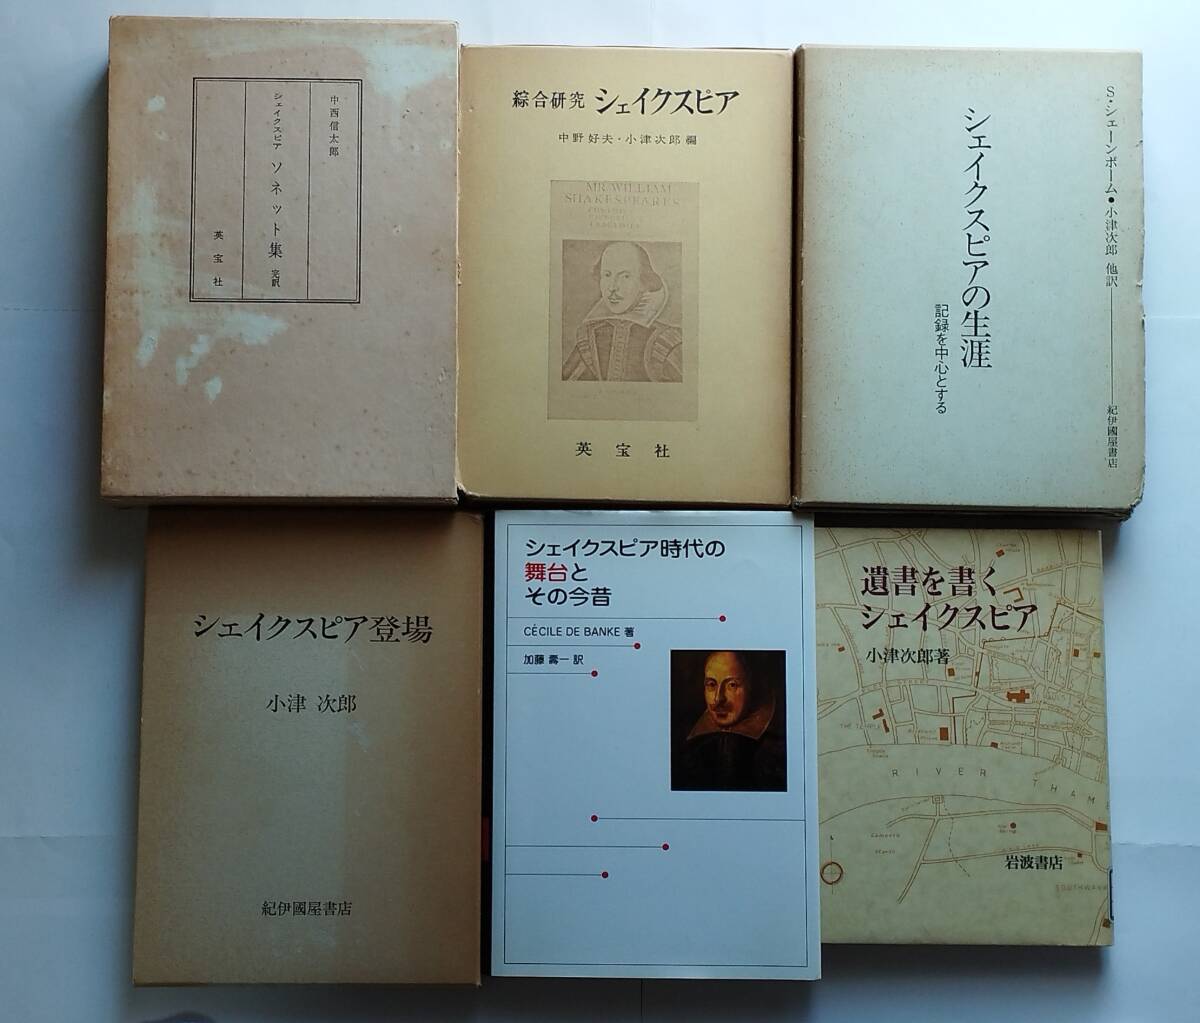 中西信太郎
シェイクスピア ソネット集 完訳
英宝社
綜合研究 シェイクスピア
中野好夫・小津次郎 編
MR. WILLIAM
SHAKESPEARES
COMEDIES
HISTORIES &
TRAGEDIES
英宝社
S・シェーンボーム●小津次郎 他訳――紀伊國屋書店
シェイクスピアの生涯
記録を中心とする
シェイクスピア登場
小津 次郎
紀伊國屋書店
シェイクスピア時代の
舞台と
その今昔
CÉCILE DE BANKE 著
加藤 壽一 訳
遺書を書く
シェイクスピア
小津次郎著
THE TEMPLE
RIVER THAMES
岩波書店
SOUTHWARK